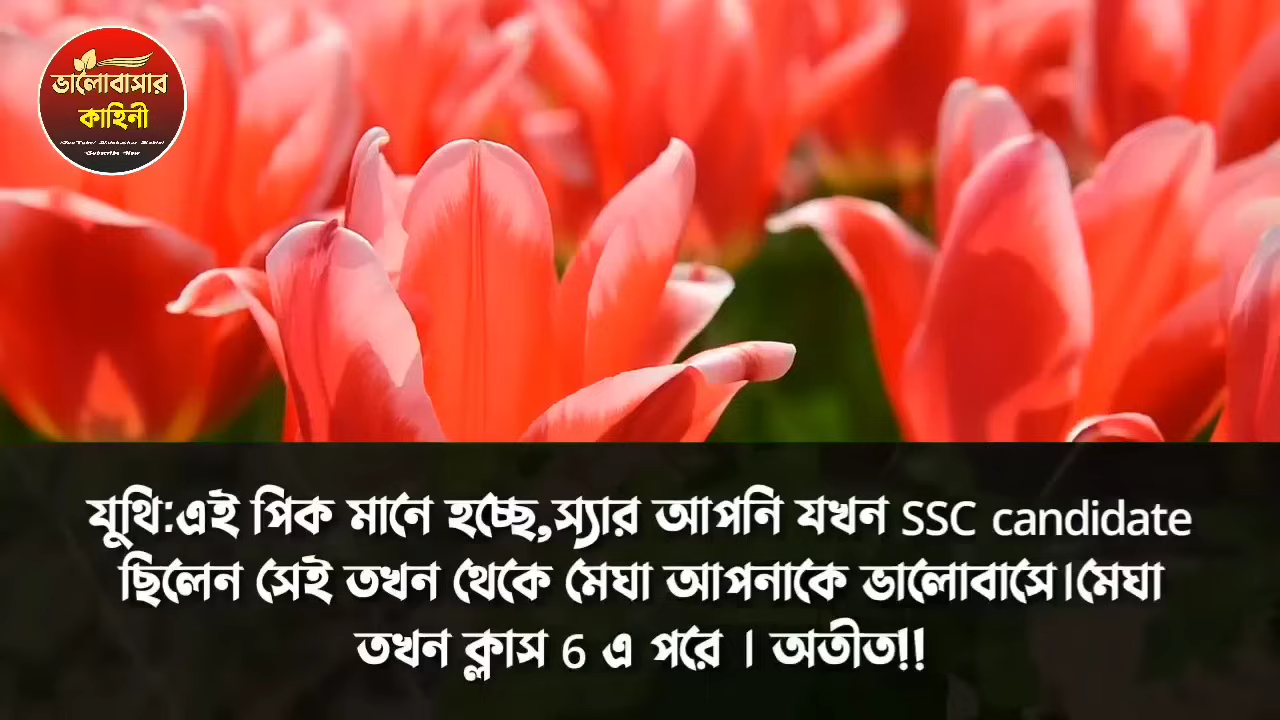 ভালোবাসার
কাহিনী
যুথি:এই পিক মানে হচ্ছে,স্যার আপনি যখন SSC candidate
ছিলেন সেই তখন থেকে মেঘা আপনাকে ভালোবাসে।মেঘা
তখন ক্লাস 6 এ পরে । অতীত!!